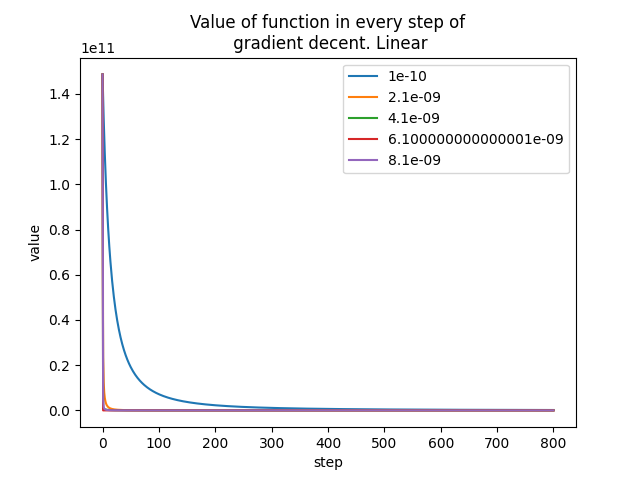 Value of function in every step of
gradient decent. Linear
1e11
1.4
1.2
1.0
0.8
0.6
0.4
0.2
0.0
value
1e-10
2.1e-09
4.1e-09
6.100000000000001e-09
8.1e-09
0 100 200 300 400 500 600 700 800
step